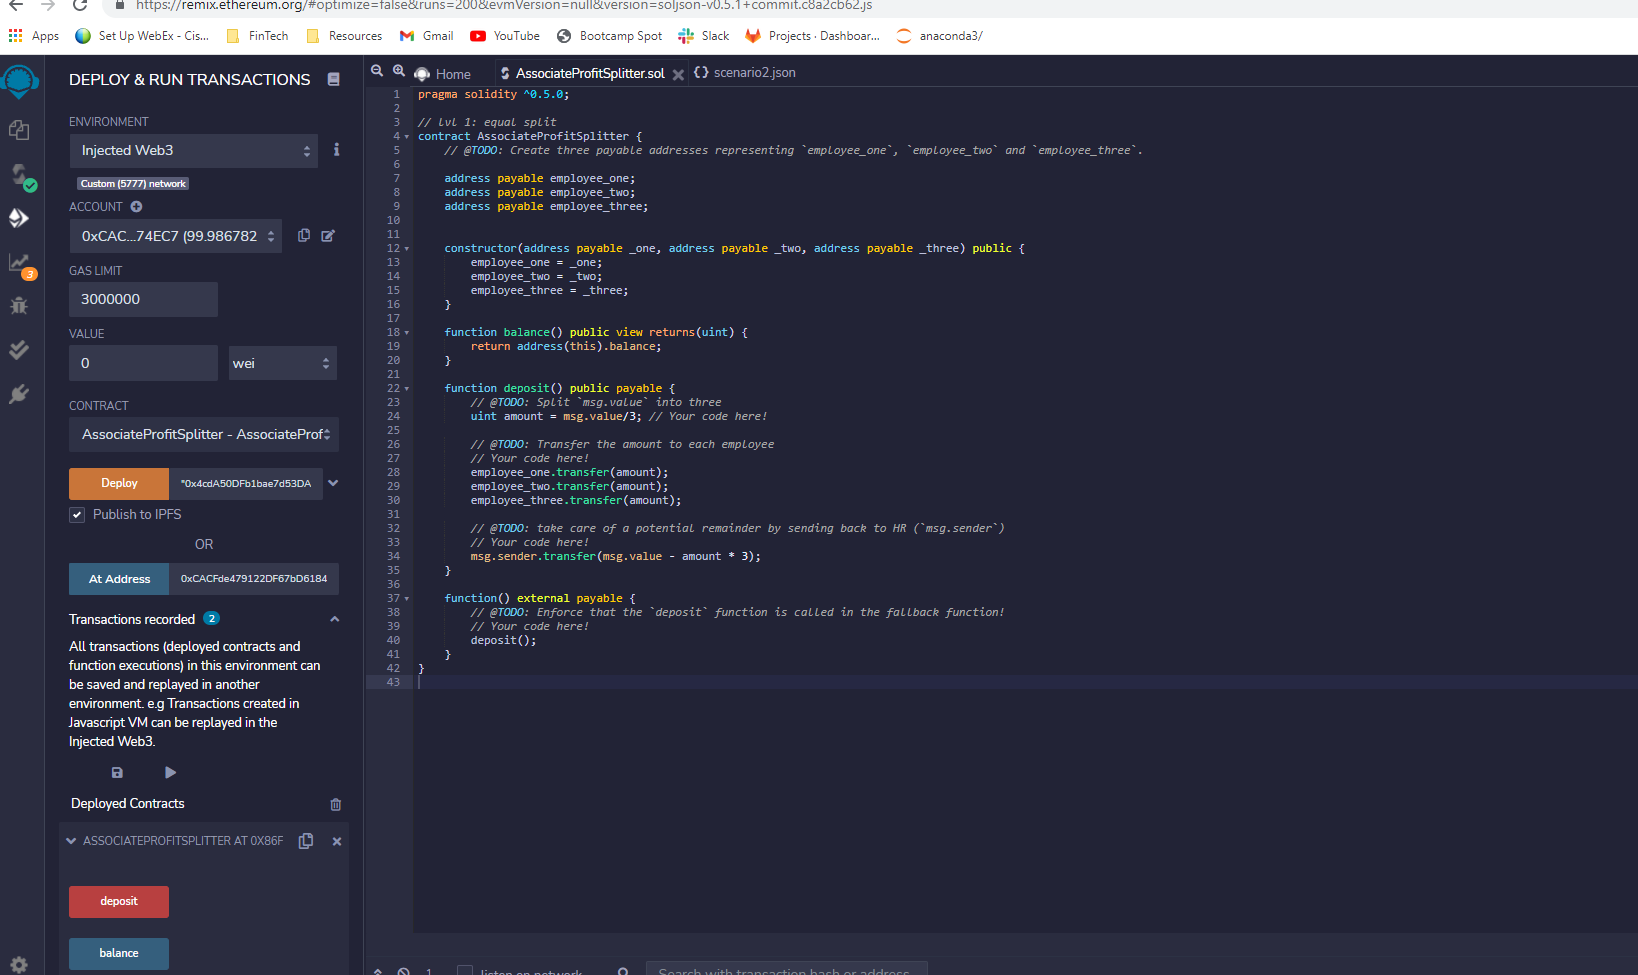 https://remix.ethereum.org/#optimize=false&runs=200&evmVersion=null&version=soljson-v0.5.1+commit.c8a2cb62.js
Apps Set Up WebEx - Cis... FinTech Resources Gmail YouTube Bootcamp Spot Slack Projects · Dashboar... anaconda3/
DEPLOY & RUN TRANSACTIONS
ENVIRONMENT
Injected Web3
i
Custom (5777) network
ACCOUNT
0xCAC...74EC7 (99.986782
GAS LIMIT
3000000
VALUE
0
wei
CONTRACT
AssociateProfitSplitter - AssociateProf
Deploy "0x4cdA50DFb1bae7d53DA
Publish to IPFS
OR
At Address 0xCACFde479122DF67bD6184
Transactions recorded 2
All transactions (deployed contracts and
function executions) in this environment can
be saved and replayed in another
environment. e.g Transactions created in
Javascript VM can be replayed in the
Injected Web3.
Deployed Contracts
ASSOCIATEPROFITSPLITTER AT 0X86F
deposit
balance
3
Home AssociateProfitSplitter.sol {} scenario2.json
1 pragma solidity ^0.5.0;
2
3 // lvl 1: equal split
4 contract AssociateProfitSplitter {
5 // @TODO: Create three payable addresses representing `employee_one`, `employee_two` and `employee_three`.
6
7 address payable employee_one;
8 address payable employee_two;
9 address payable employee_three;
10
11
12 constructor(address payable _one, address payable _two, address payable _three) public {
13 employee_one = _one;
14 employee_two = _two;
15 employee_three = _three;
16 }
17
18 function balance() public view returns(uint) {
19 return address(this).balance;
20 }
21
22 function deposit() public payable {
23 // @TODO: Split `msg.value` into three
24 uint amount = msg.value/3; // Your code here!
25
26 // @TODO: Transfer the amount to each employee
27 // Your code here!
28 employee_one.transfer(amount);
29 employee_two.transfer(amount);
30 employee_three.transfer(amount);
31
32 // @TODO: take care of a potential remainder by sending back to HR (`msg.sender`)
33 // Your code here!
34 msg.sender.transfer(msg.value - amount * 3);
35 }
36
37 function() external payable {
38 // @TODO: Enforce that the `deposit` function is called in the fallback function!
39 // Your code here!
40 deposit();
41 }
42 }
43
1 listen on network Search with transaction hash or address